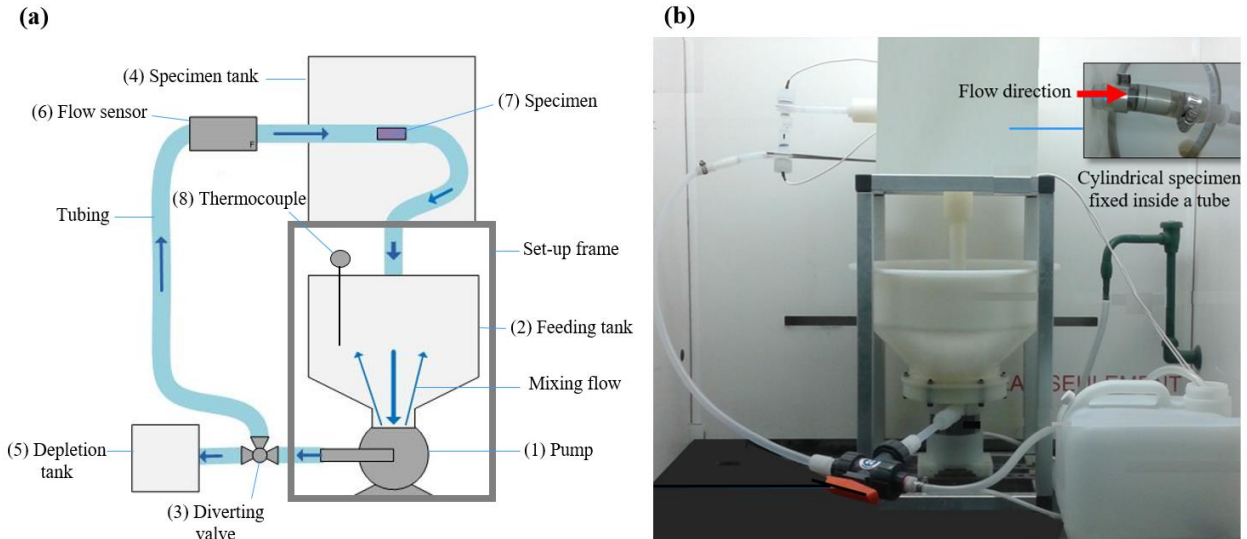 (a)
(4) Specimen tank
(6) Flow sensor
(7) Specimen
F
(8) Thermocouple
Tubing
Set-up frame
(2) Feeding tank
Mixing flow
(5) Depletion
tank
(1) Pump
(3) Diverting
valve
(b)
Flow direction
Cylindrical specimen
fixed inside a tube
SEULEMENT